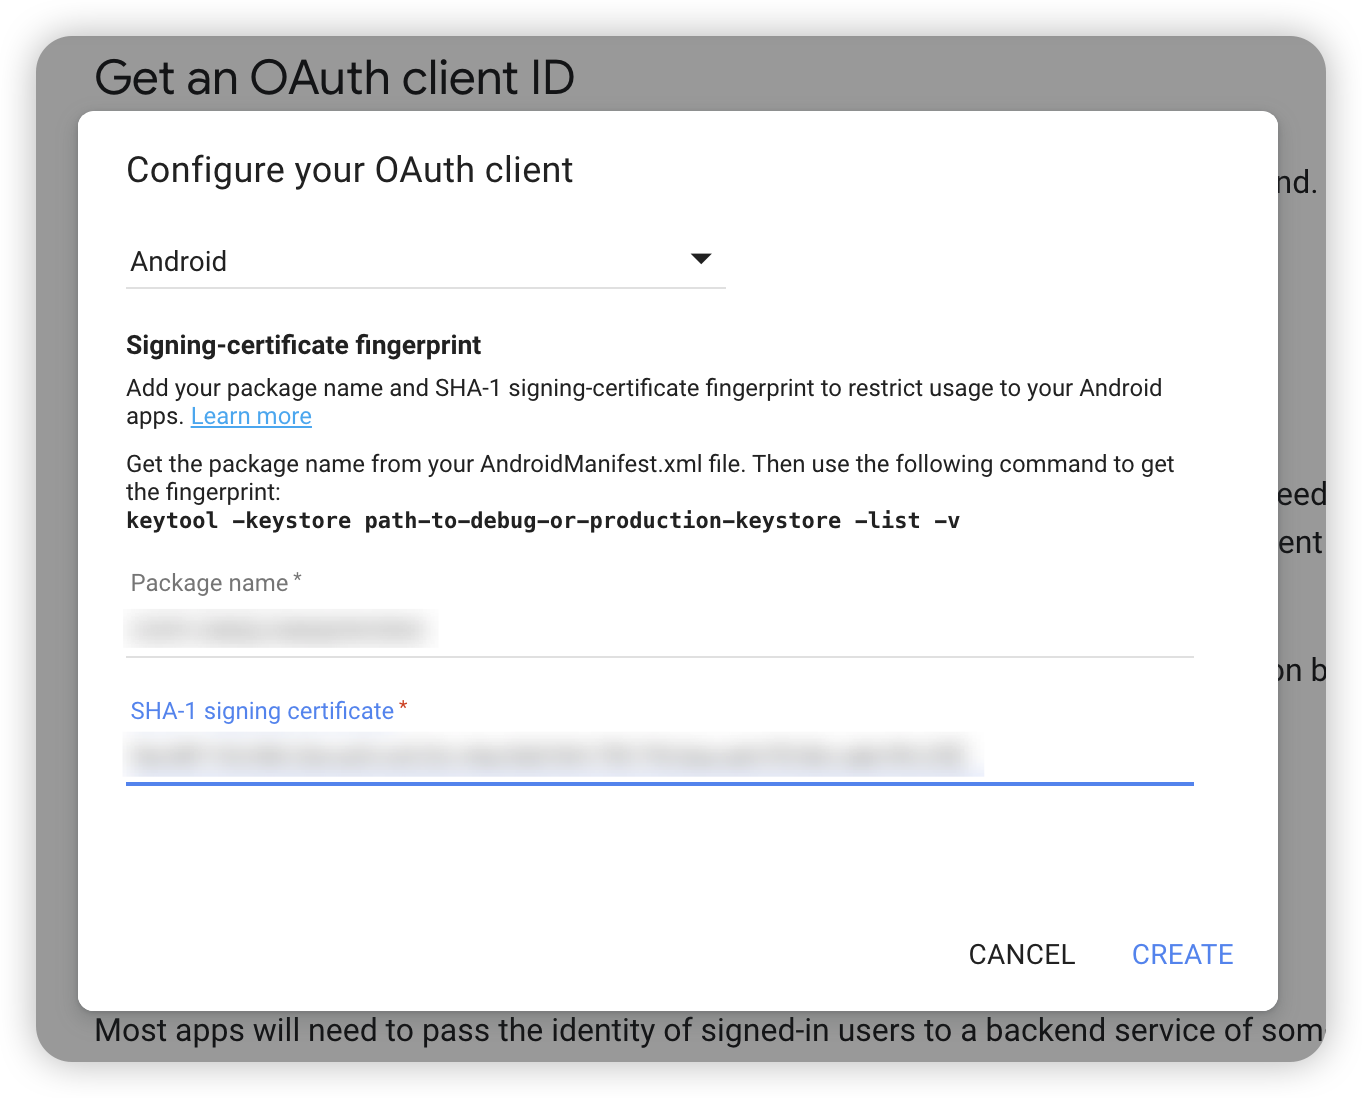 Get an OAuth client ID
Configure your OAuth client
nd.
Android
Signing-certificate fingerprint
Add your package name and SHA-1 signing-certificate fingerprint to restrict usage to your Android
apps. Learn more
Get the package name from your AndroidManifest.xml file. Then use the following command to get
the fingerprint:
eed
keytool -keystore path-to-debug-or-production-keystore -list -v
ent
Package name *
on b
SHA-1 signing certificate *
CANCEL CREATE
Most apps will need to pass the identity of signed-in users to a backend service of som